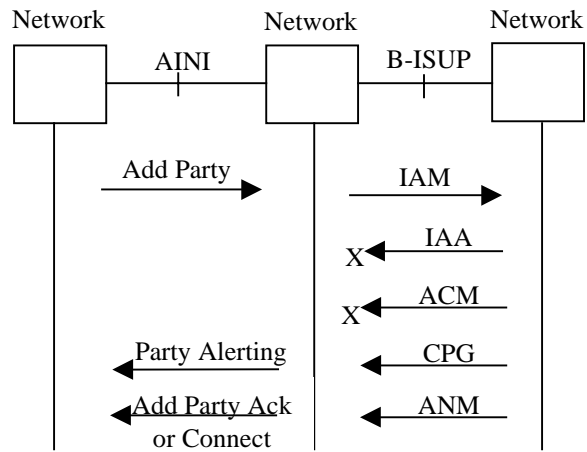 Network
Network
Network
AINI
B-ISUP
Add Party
IAM
X
IAA
X
ACM
Party Alerting
CPG
Add Party Ack
or Connect
ANM